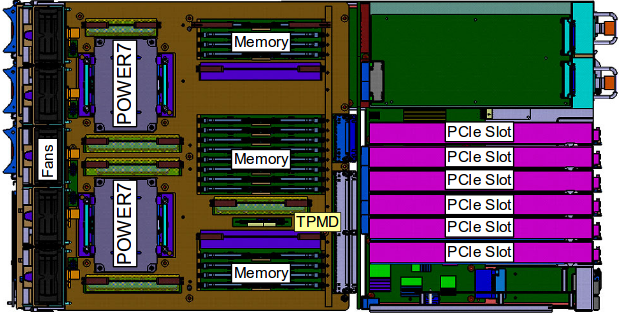 Fans
POWER7
POWER7
Memory
Memory
TPMD
Memory
PCIe Slot
PCIe Slot
PCIe Slot
PCIe Slot
PCIe Slot
PCIe Slot